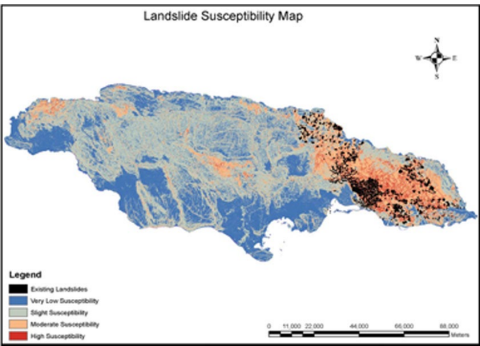 Landslide Susceptibility Map
N
W E
S
Legend
Existing Landslides
Very Low Susceptibility
Slight Susceptibility
Moderate Susceptibility
High Susceptibility
0 11,000 22,000 44,000 66,000 88,000
Meters